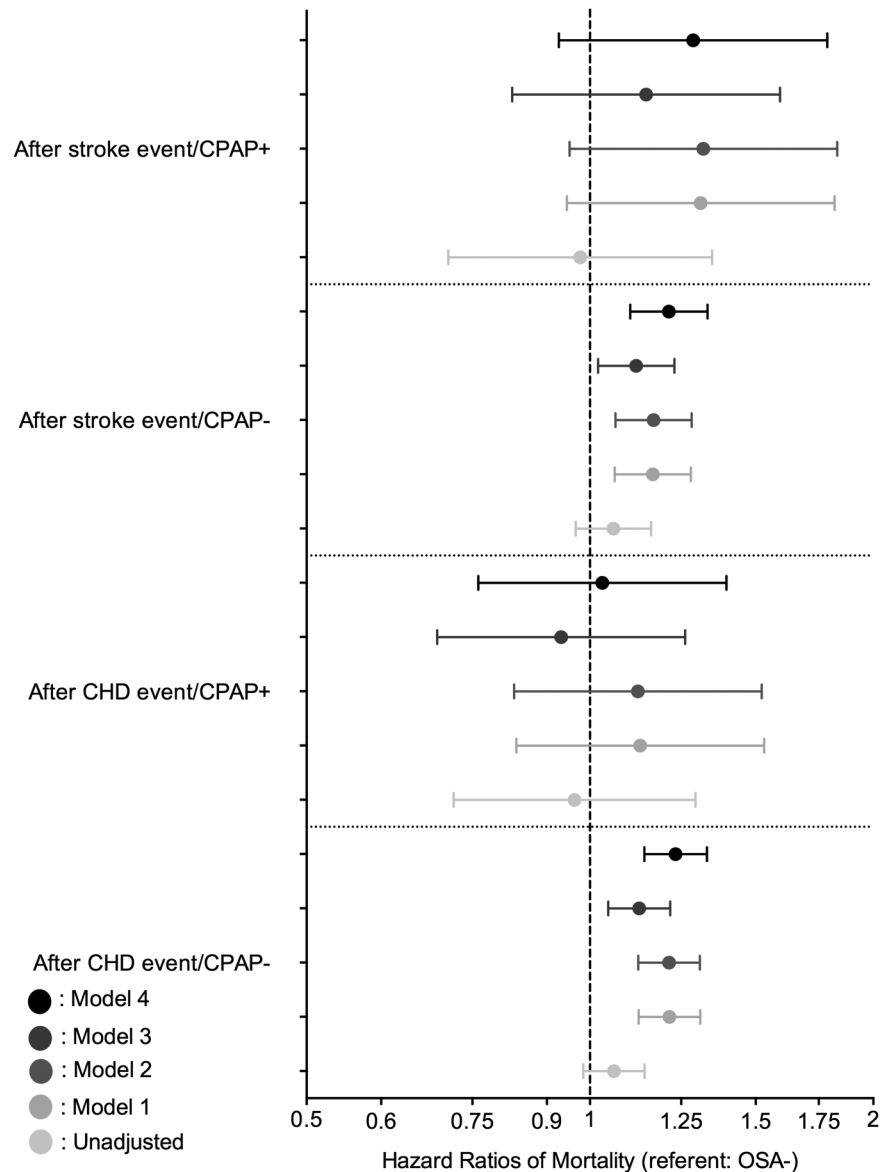 After stroke event/CPAP+
After stroke event/CPAP-
After CHD event/CPAP+
After CHD event/CPAP-
: Model 4
: Model 3
: Model 2
: Model 1
: Unadjusted
0.5 0.6 0.75 0.9 1 1.25 1.5 1.75 2
Hazard Ratios of Mortality (referent: OSA-)